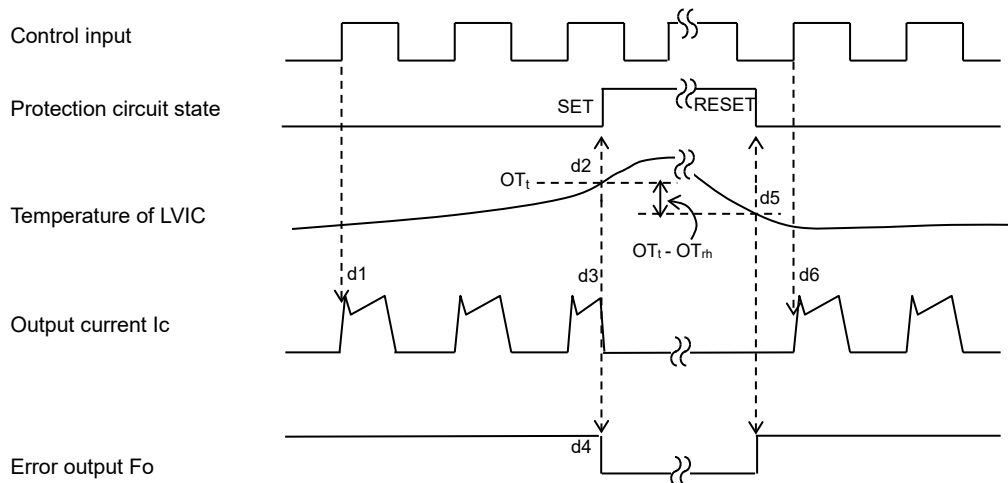 Control input
Protection circuit state
SET
RESET
d2
OTt
d5
Temperature of LVIC
OTt - OTrh
d1
d3
d6
Output current Ic
d4
Error output Fo